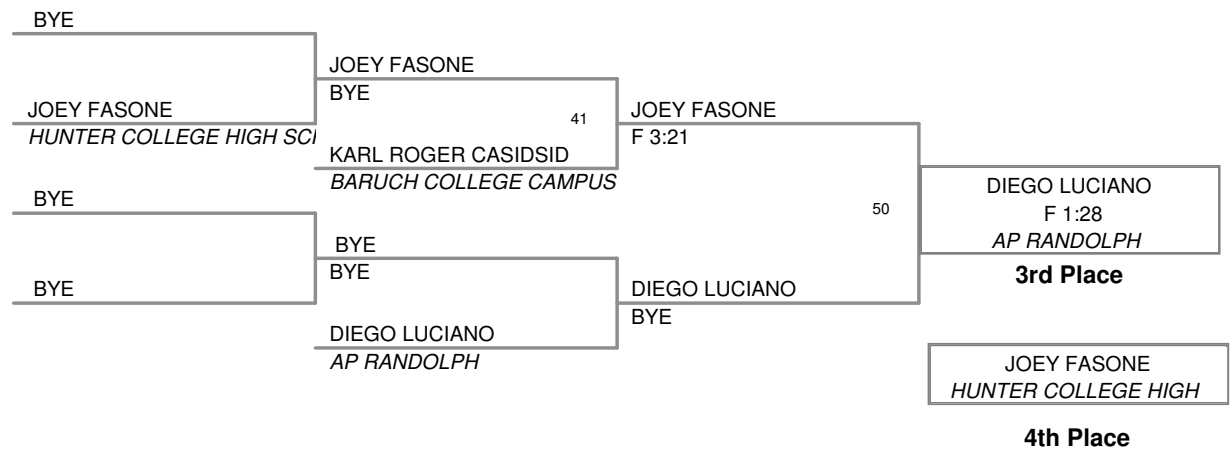 BYE
JOEY FASONE
HUNTER COLLEGE HIGH SCI
BYE
BYE
JOEY FASONE
BYE
41
KARL ROGER CASIDSID
BARUCH COLLEGE CAMPUS
BYE
BYE
DIEGO LUCIANO
AP RANDOLPH
JOEY FASONE
F 3:21
50
DIEGO LUCIANO
BYE
DIEGO LUCIANO
F 1:28
AP RANDOLPH
3rd Place
JOEY FASONE
HUNTER COLLEGE HIGH
4th Place